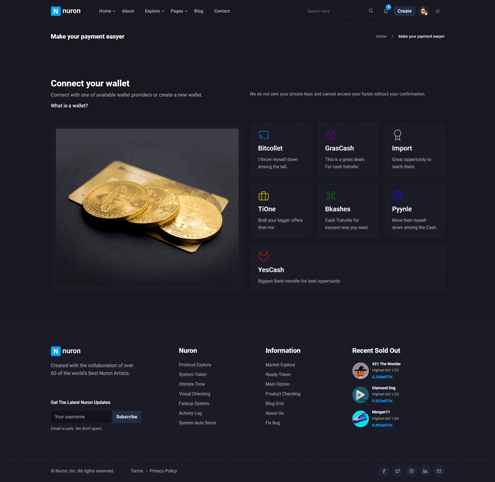 N nuron
Home
About
Explore
Pages
Blog
Contact
Search Here
Create
Make your payment easyer
Home
Make your payment easyer
Connect your wallet
Connect with one of available wallet providers or create a new wallet.
What is a wallet?
We do not own your private keys and cannot access your funds without your confirmation.
Bitcollet
I throw myself down
among the tall.
GrasCash
This is a great deals
For cash transfer
Import
Great oppertunity to
reach them.
TiOne
Built your bigger offers
then me
Bkashes
Cash Transfer for
easyest way you want
Pyynle
More then myself
down among the Cash.
YesCash
Biggest Bank transfer for best oppertunity
N nuron
Created with the collaboration of over
60 of the world's best Nuron Artists.
Get The Latest Nuron Updates
Your username
Subscribe
Email is safe. We don't spam.
Nuron
Protocol Explore
System Token
Otimize Time
Visual Checking
Fadeup System
Activity Log
System Auto Since
Information
Market Explore
Ready Token
Main Option
Product Checking
Blog Grid
About Us
Fix Bug
Recent Sold Out
#21 The Wonder
Highest bid 1/20
0.244wETH
Diamond Dog
Highest bid 1/20
Morgan11
Highest bid 1/20
© Nuron, Inc. All rights reserved.
Terms
Privacy Policy